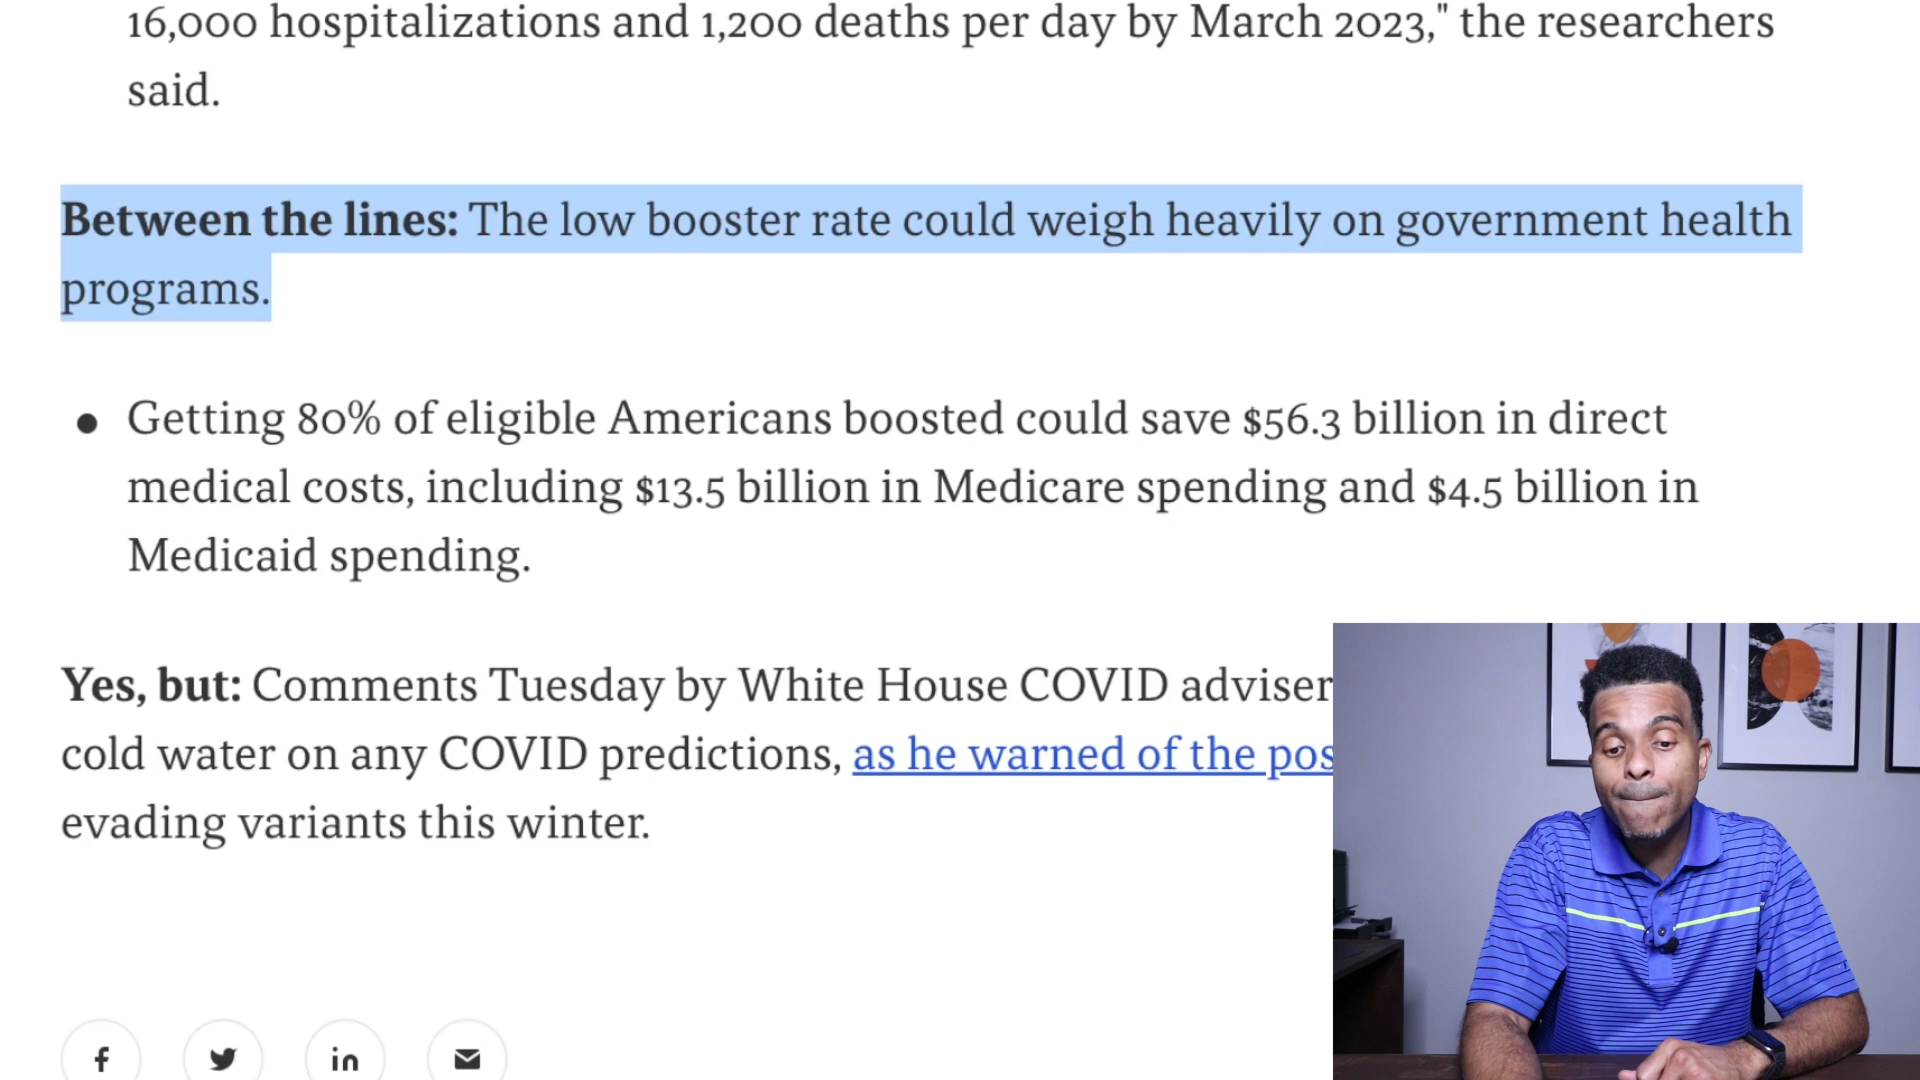 16,000 hospitalizations and 1,200 deaths per day by March 2023," the researchers
said.
Between the lines: The low booster rate could weigh heavily on government health
programs.
● Getting 80% of eligible Americans boosted could save $56.3 billion in direct
medical costs, including $13.5 billion in Medicare spending and $4.5 billion in
Medicaid spending.
Yes, but: Comments Tuesday by White House COVID adviser
cold water on any COVID predictions, as he warned of the pos
evading variants this winter.